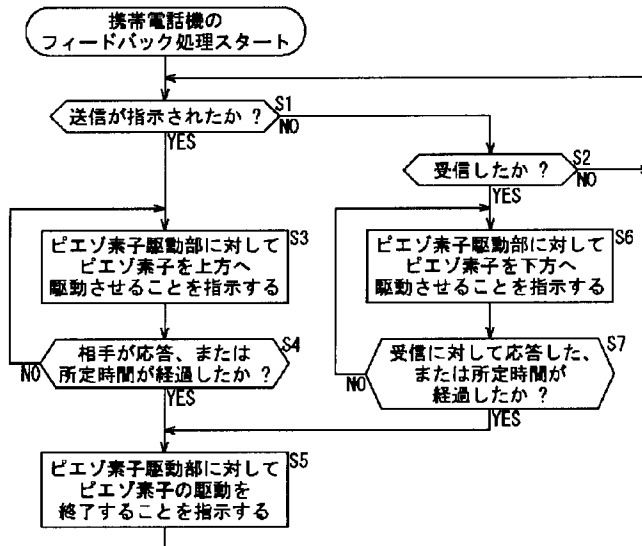 携帯電話機の
フィードバック処理スタート
送信が指示されたか ?
S1
NO
YES
受信したか ?
S2
NO
YES
ピエゾ素子駆動部に対して
ピエゾ素子を上方へ
駆動させることを指示する
S3
ピエゾ素子駆動部に対して
ピエゾ素子を下方へ
駆動させることを指示する
S6
相手が応答、または
所定時間が経過したか ?
S4
NO
YES
受信に対して応答した、
または所定時間が
経過したか ?
S7
NO
YES
ピエゾ素子駆動部に対して
ピエゾ素子の駆動を
終了することを指示する
S5